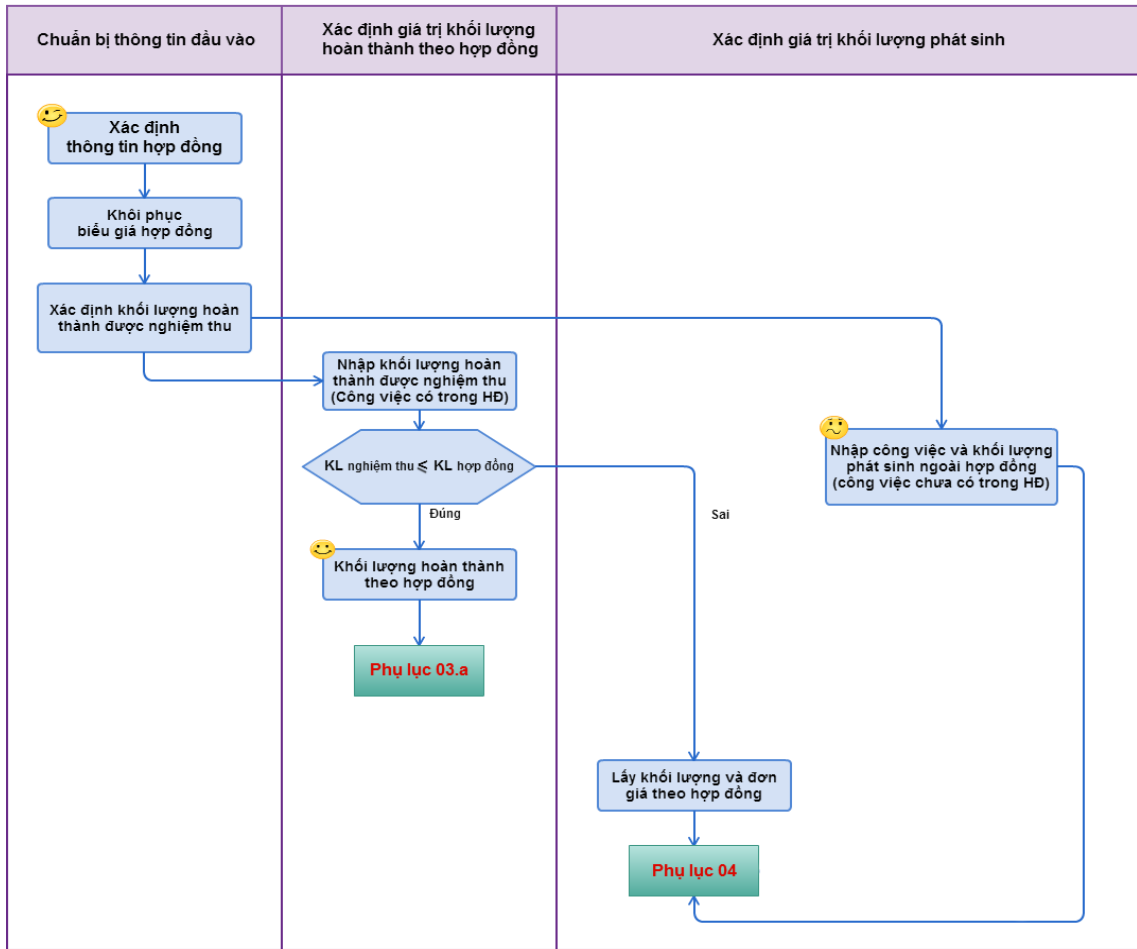 Chuẩn bị thông tin đầu vào
Xác định giá trị khối lượng
hoàn thành theo hợp đồng
Xác định giá trị khối lượng phát sinh
Xác định
thông tin hợp đồng
Khôi phục
biểu giá hợp đồng
Xác định khối lượng hoàn
thành được nghiệm thu
Nhập khối lượng hoàn
thành được nghiệm thu
(Công việc có trong HĐ)
KL nghiệm thu ⩽ KL hợp đồng
Đúng
Sai
Khối lượng hoàn thành
theo hợp đồng
Phụ lục 03.a
Nhập công việc và khối lượng
phát sinh ngoài hợp đồng
(công việc chưa có trong HĐ)
Lấy khối lượng và đơn
giá theo hợp đồng
Phụ lục 04